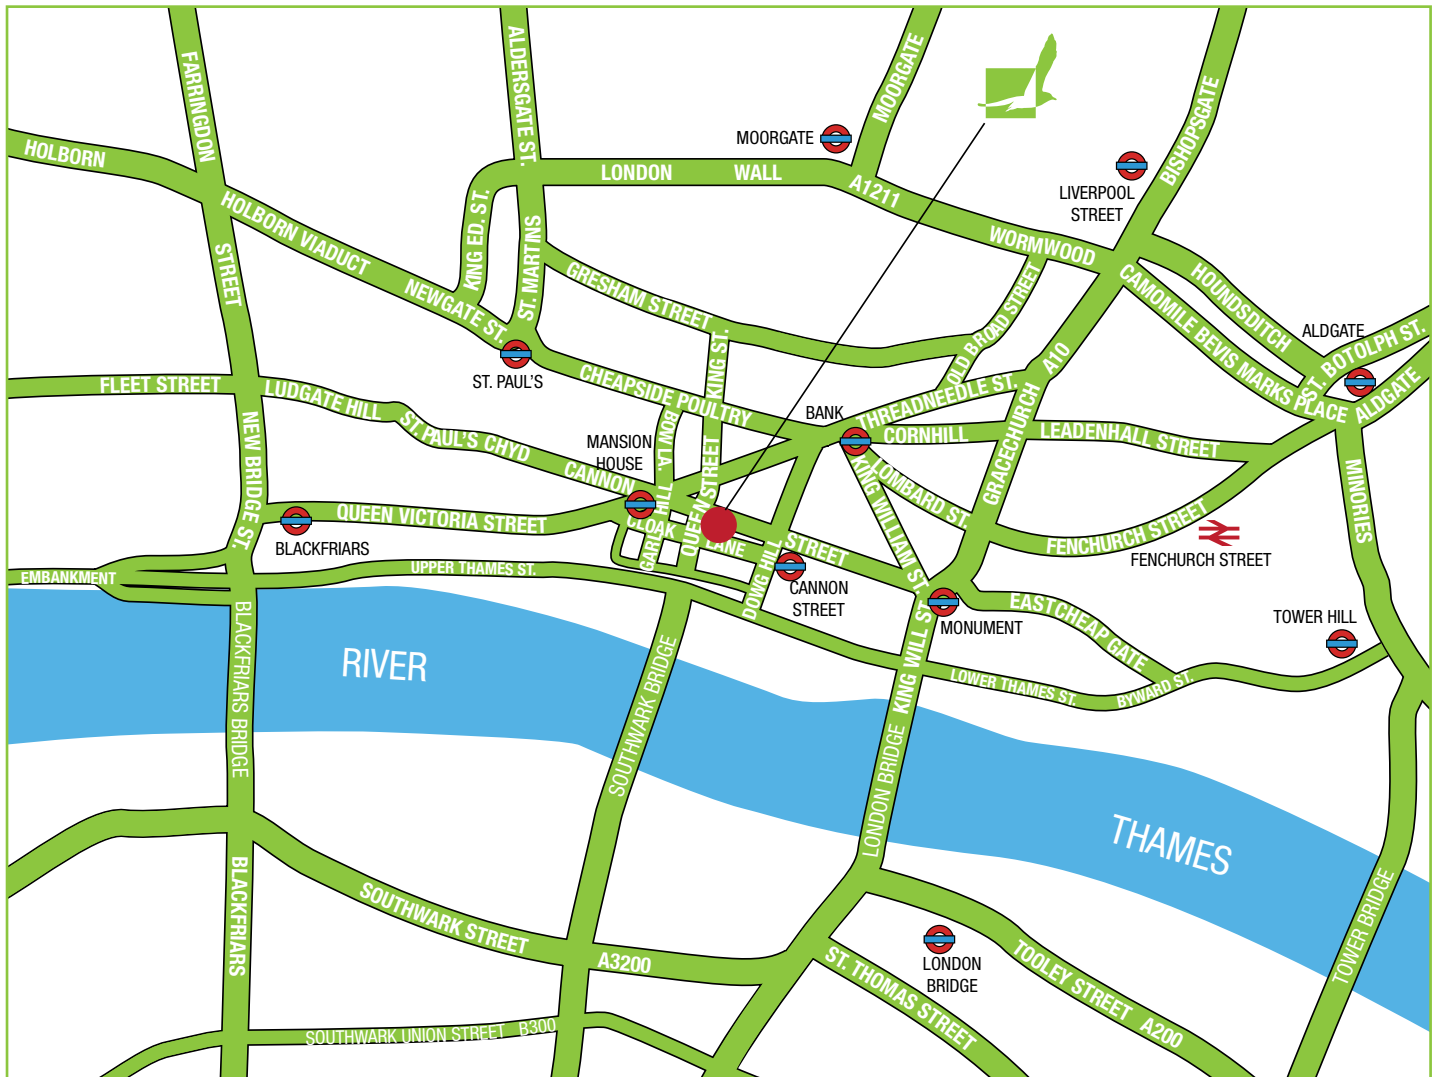 FARRINGDON
STREET
ALDERSGATE ST.
MOORGATE
BISHOPSGATE
MOORGATE
HOLBORN
LONDON WALL
A1211
LIVERPOOL
STREET
HOLBORN VIADUCT
KING ED. ST.
ST. MARTINS
WORMWOOD
NEWGATE ST.
GRESHAM STREET
OLD BROAD STREET
CAMOMILE BEVIS MARKS PLACE
HOUNDSDITCH
ALDGATE
ST. BOTOLPH ST.
ALDGATE
ST. PAUL'S
KING ST.
A10
FLEET STREET
LUDGATE HILL
CHEAPSIDE POULTRY
BANK
THREADNEEDLE ST.
CORNHILL
LEADENHALL STREET
GRACECHURCH
ST.PAUL'S CHYD
MANSION
HOUSE
CANNON
STREET
BOW LA.
QUEEN STREET
NEW BRIDGE ST.
KING WILLIAM ST.
LOMBARD ST.
MINORIES
QUEEN VICTORIA STREET
BLACKFRIARS
CLOAK
LANE
GARL HILL
DOWG HILL
FENCHURCH STREET
FENCHURCH STREET
EMBANKMENT
UPPER THAMES ST.
CANNON
STREET
MONUMENT
EASTCHEAP GATE
TOWER HILL
KING WILL ST
LOWER THAMES ST.
BYWARD ST.
RIVER
THAMES
BLACKFRIARS BRIDGE
SOUTHWARK BRIDGE
LONDON BRIDGE
TOWER BRIDGE
BLACKFRIARS
SOUTHWARK STREET
A3200
LONDON
BRIDGE
ST. THOMAS STREET
TOOLEY STREET A200
SOUTHWARK UNION STREET B300